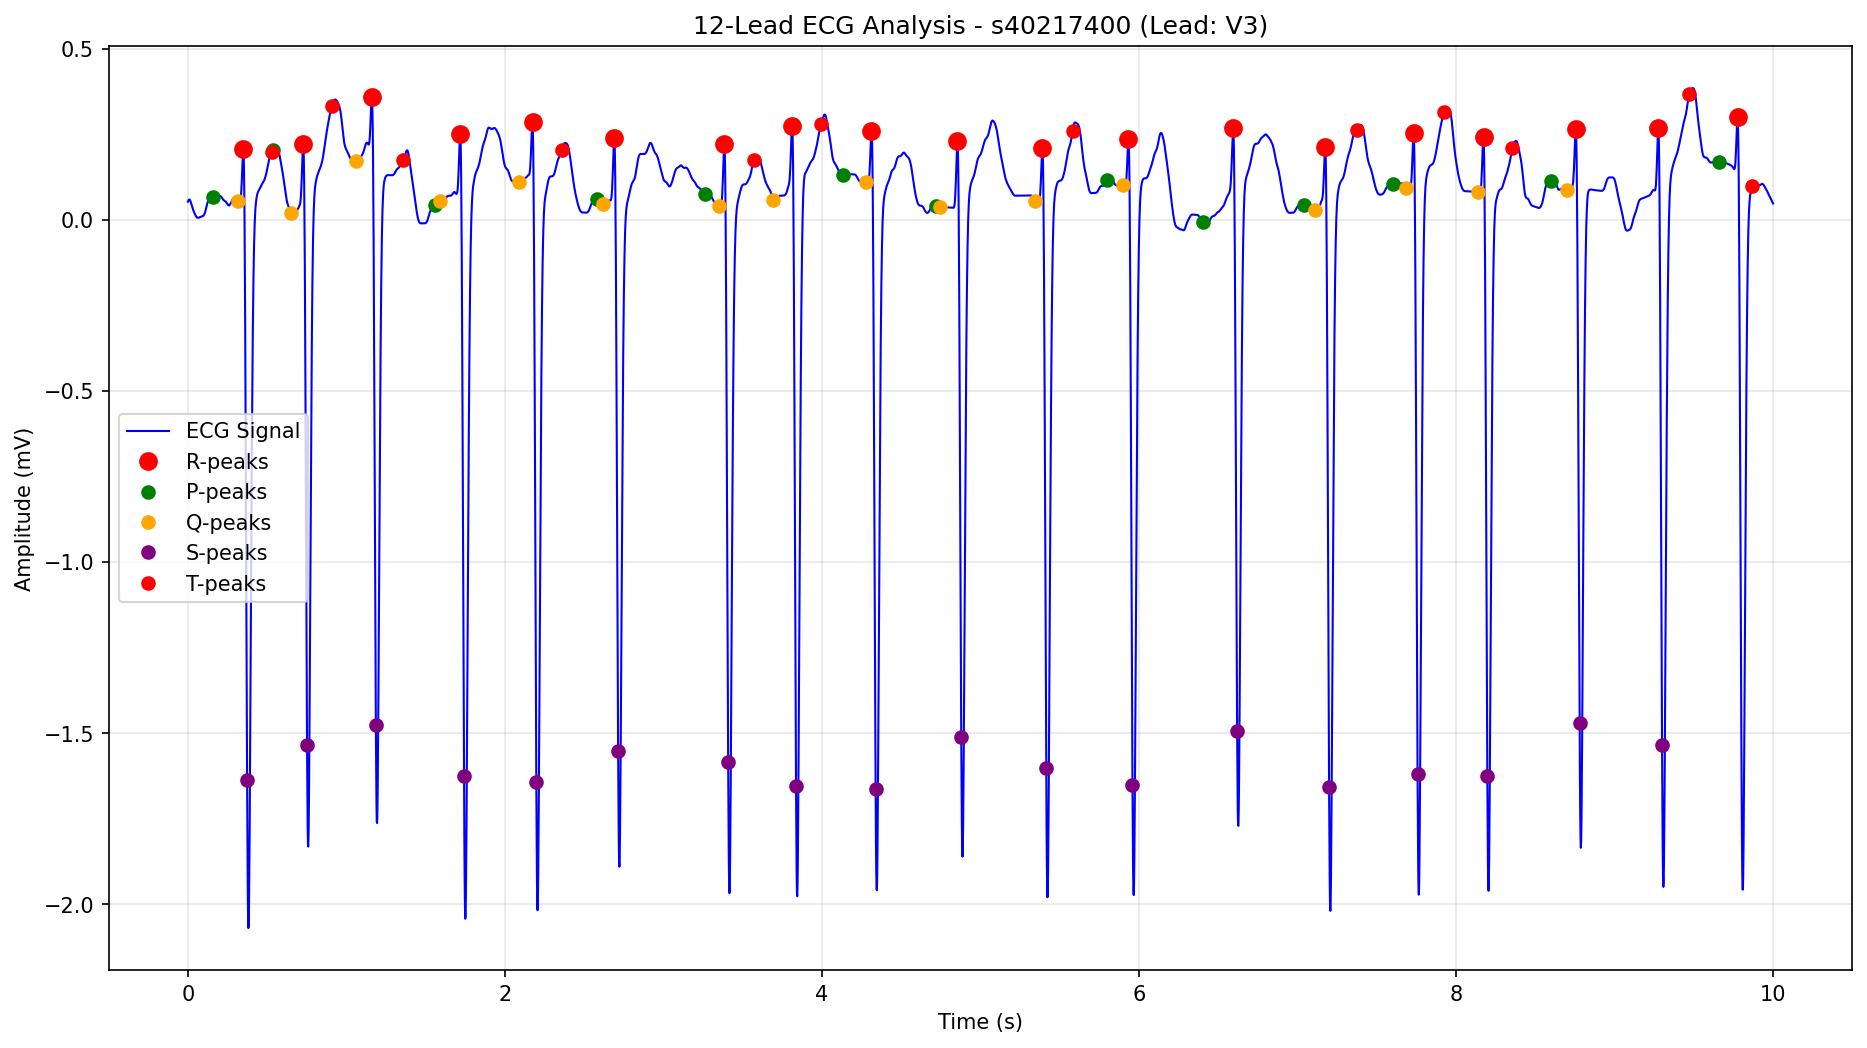 12-Lead ECG Analysis - s40217400 (Lead: V3)
Amplitude (mV)
0.5
0.0
−0.5
−1.0
−1.5
−2.0
ECG Signal
R-peaks
P-peaks
Q-peaks
S-peaks
T-peaks
0 2 4 6 8 10
Time (s)